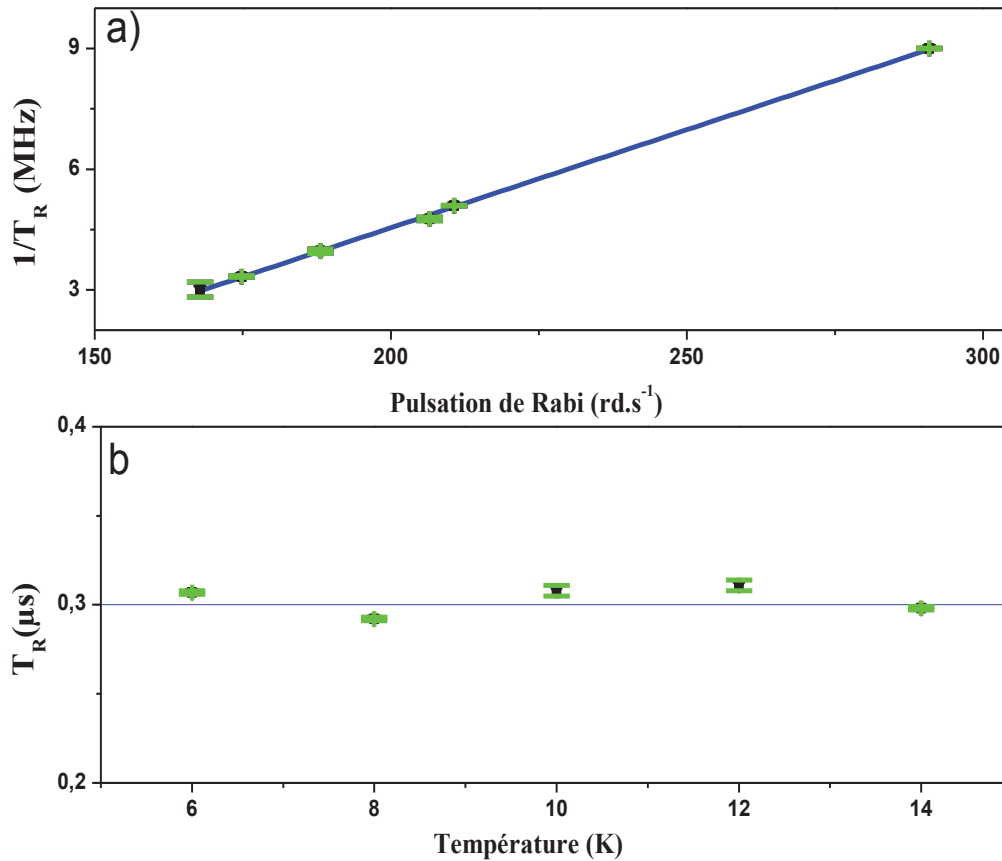 a)
9
6
3
1/T_R (MHz)
150 200 250 300
Pulsation de Rabi (rd.s⁻¹)
b
0,4
0,3
0,2
T_R(μs)
6 8 10 12 14
Température (K)